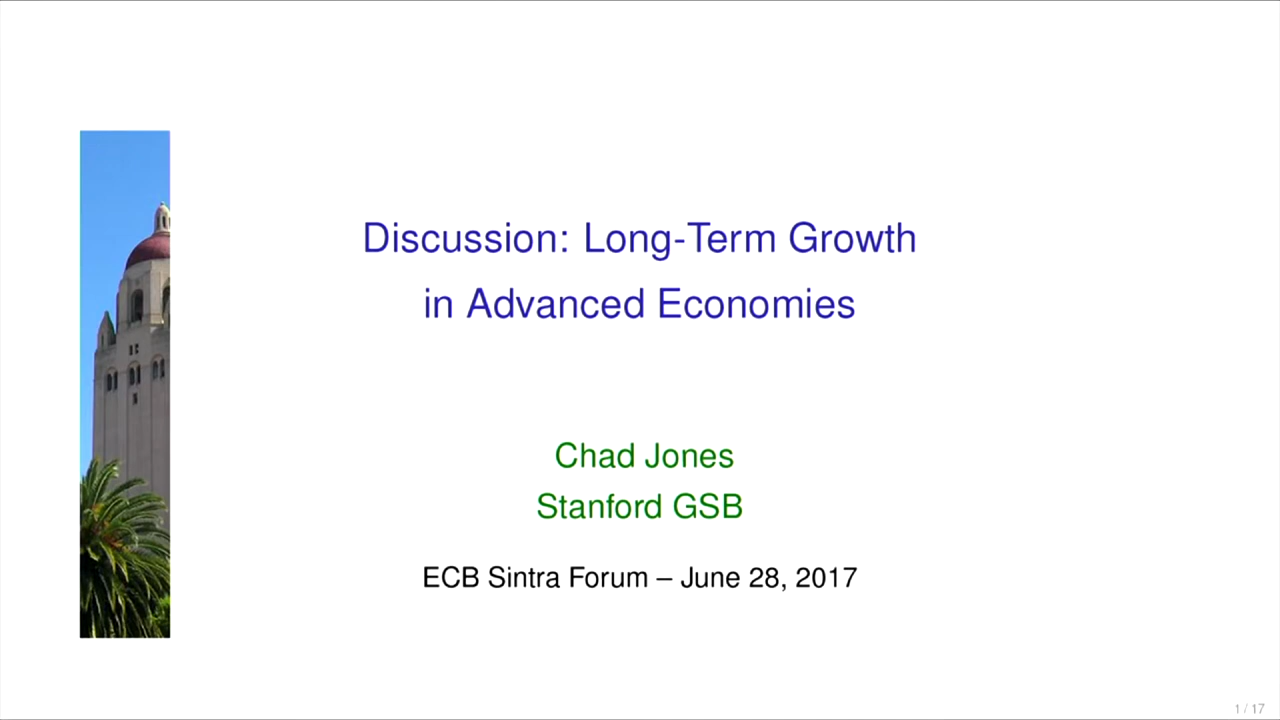 Discussion: Long-Term Growth
in Advanced Economies
Chad Jones
Stanford GSB
ECB Sintra Forum – June 28, 2017
1 / 17